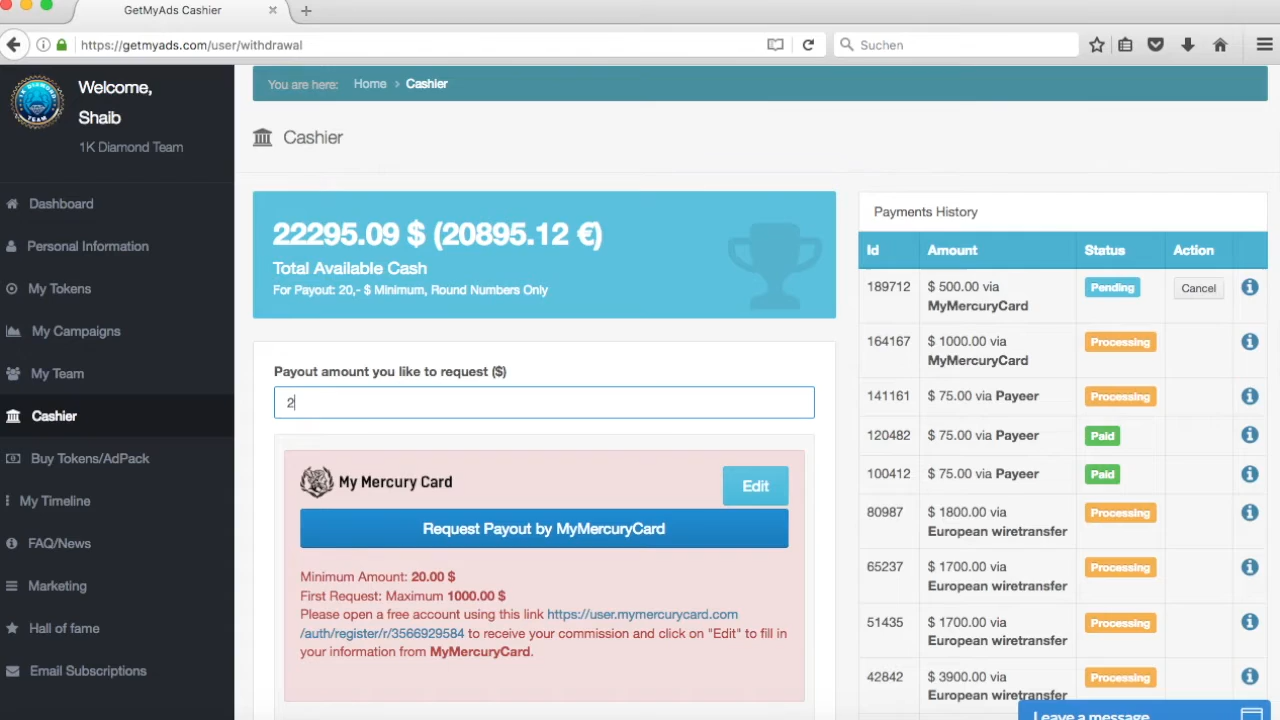 GetMyAds Cashier
https://getmyads.com/user/withdrawal
Suchen
Welcome,
Shaib
1K Diamond Team
Dashboard
Personal Information
My Tokens
My Campaigns
My Team
Cashier
Buy Tokens/AdPack
My Timeline
FAQ/News
Marketing
Hall of fame
Email Subscriptions
You are here: Home > Cashier
Cashier
22295.09 $ (20895.12 €)
Total Available Cash
For Payout: 20,- $ Minimum, Round Numbers Only
Payout amount you like to request ($)
2
My Mercury Card
Edit
Request Payout by MyMercuryCard
Minimum Amount: 20.00 $
First Request: Maximum 1000.00 $
Please open a free account using this link https://user.mymercurycard.com
/auth/register/r/3566929584 to receive your commission and click on "Edit" to fill in
your information from MyMercuryCard.
Payments History
Id Amount Status Action
189712 $ 500.00 via Pending Cancel
MyMercuryCard
164167 $ 1000.00 via Processing
MyMercuryCard
141161 $ 75.00 via Payeer Processing
120482 $ 75.00 via Payeer Paid
100412 $ 75.00 via Payeer Paid
80987 $ 1800.00 via Processing
European wiretransfer
65237 $ 1700.00 via Processing
European wiretransfer
51435 $ 1700.00 via Processing
European wiretransfer
42842 $ 3900.00 via Processing
European wiretransfer
Leave a message